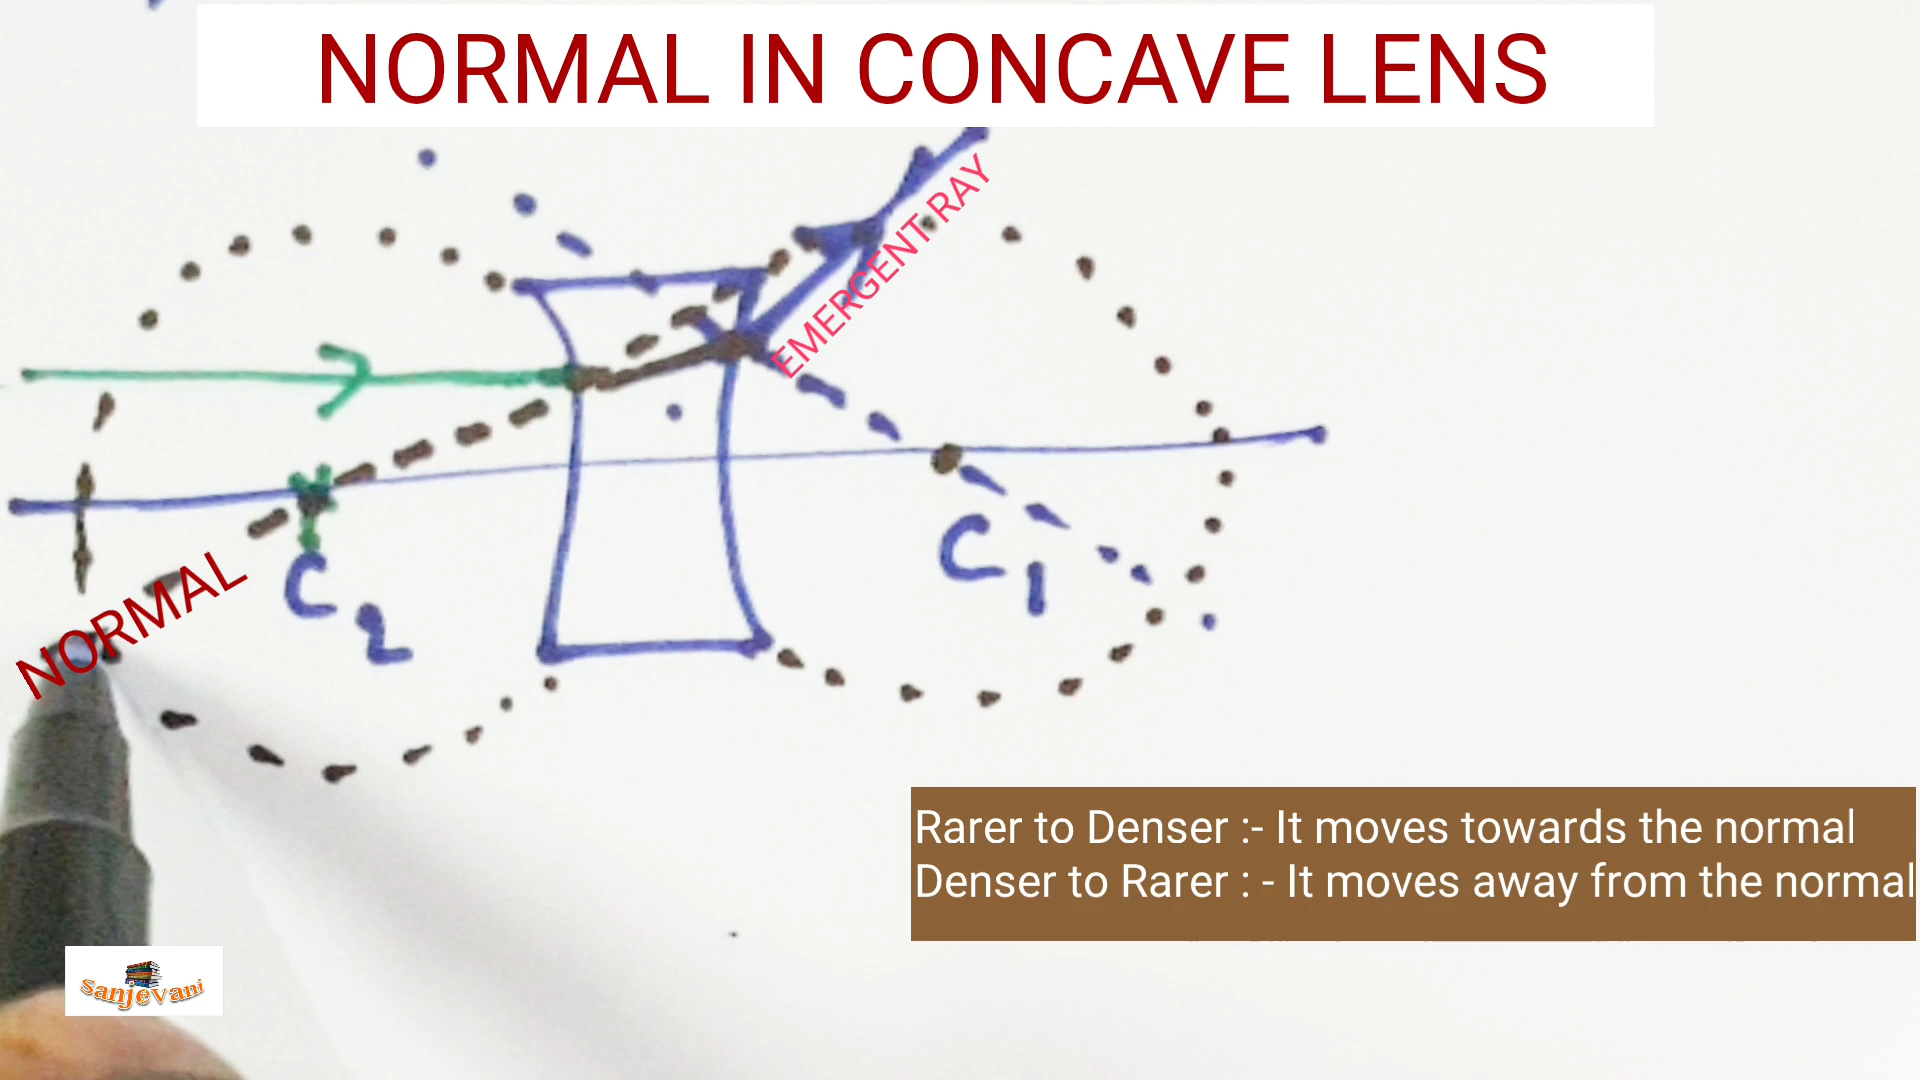 NORMAL IN CONCAVE LENS
EMERGENT RAY
C1
C2
NORMAL
Rarer to Denser :- It moves towards the normal
Denser to Rarer : - It moves away from the normal
sanjevani